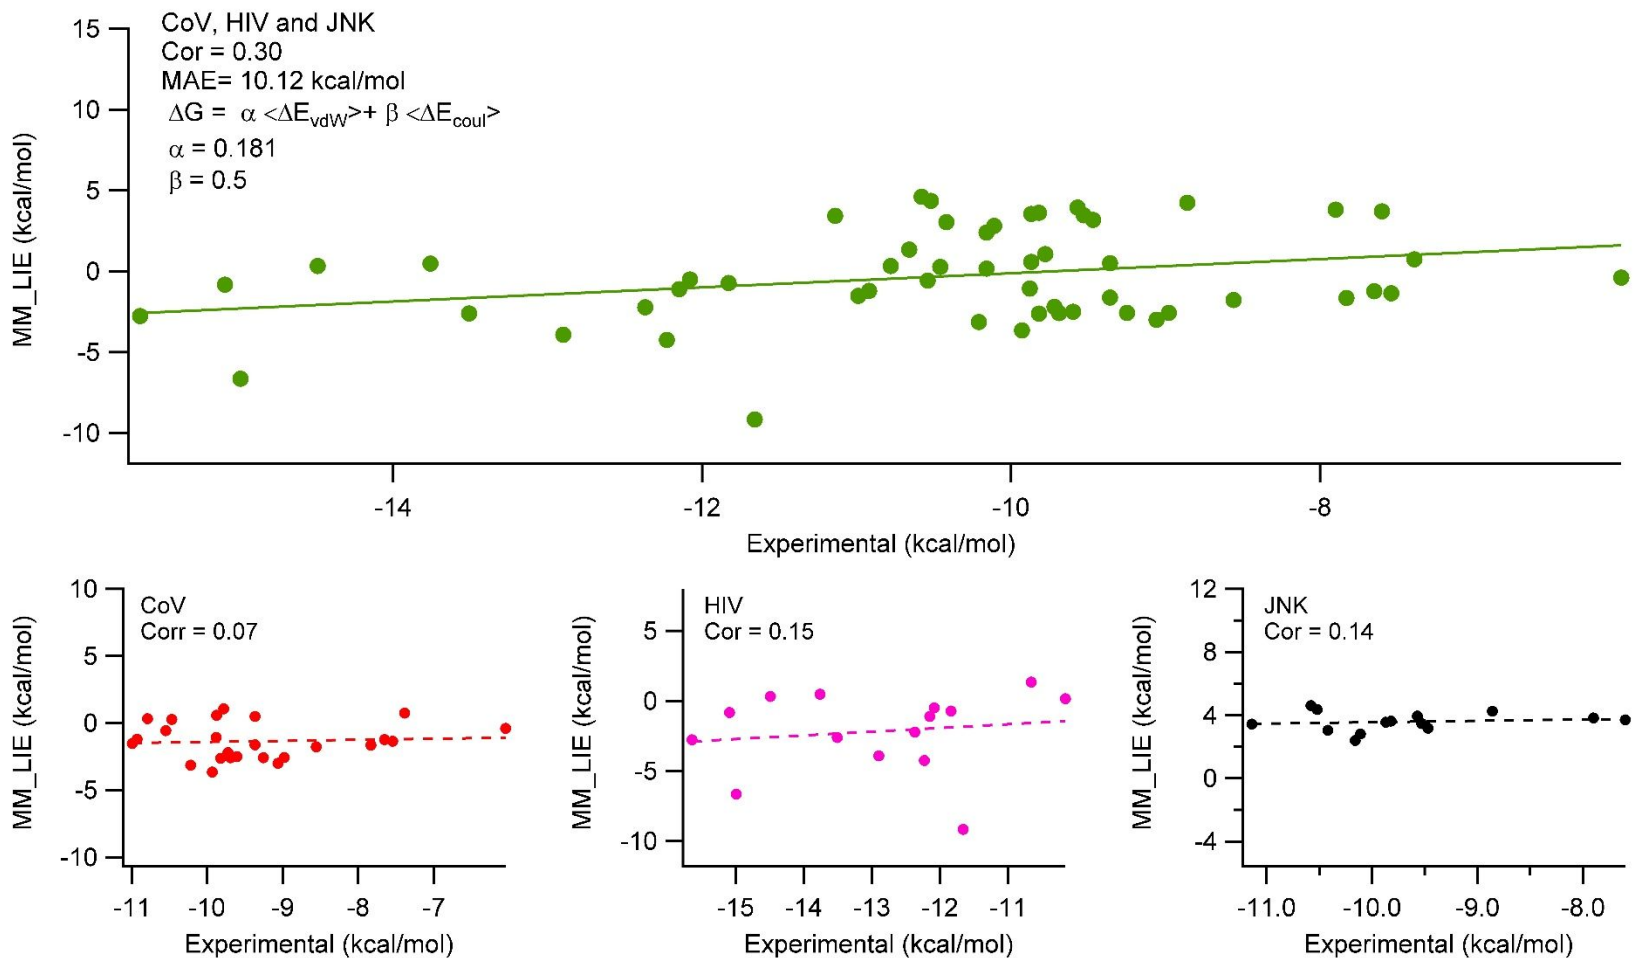 CoV, HIV and JNK
Cor = 0.30
MAE= 10.12 kcal/mol
ΔG = α <ΔE_vdW>+ β <ΔE_coul>
α = 0.181
β = 0.5
15
10
5
0
-5
-10
MM_LIE (kcal/mol)
-14 -12 -10 -8
Experimental (kcal/mol)
CoV
Corr = 0.07
10
5
0
-5
-10
MM_LIE (kcal/mol)
-11 -10 -9 -8 -7
Experimental (kcal/mol)
HIV
Cor = 0.15
5
0
-5
-10
MM_LIE (kcal/mol)
-15 -14 -13 -12 -11
Experimental (kcal/mol)
JNK
Cor = 0.14
12
8
4
0
-4
MM_LIE (kcal/mol)
-11.0 -10.0 -9.0 -8.0
Experimental (kcal/mol)